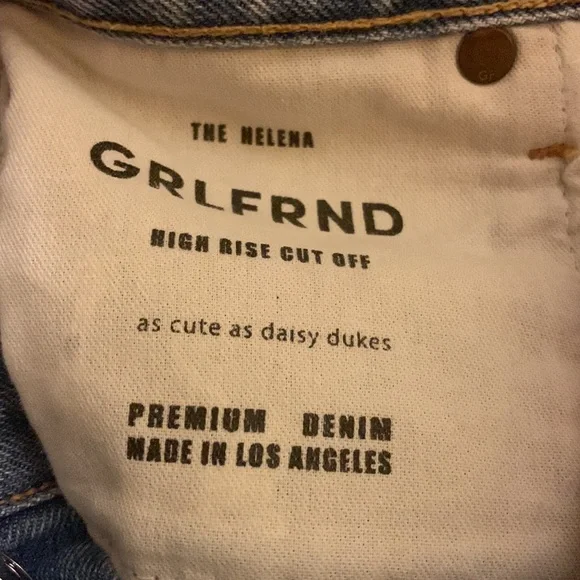 THE HELENA
GRLFRND
HIGH RISE CUT OFF
as cute as daisy dukes
PREMIUM DENIM
MADE IN LOS ANGELES